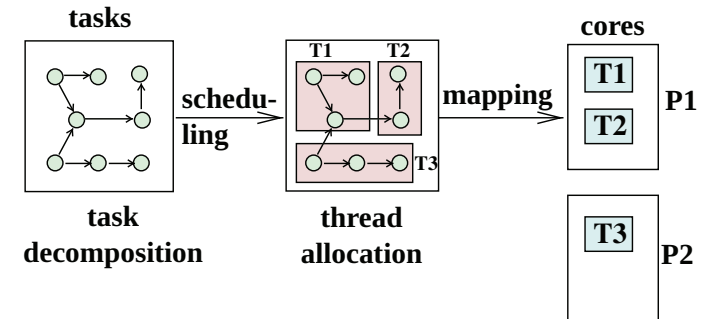 tasks
schedu-
ling
task
decomposition
T1
T2
T3
thread
allocation
mapping
cores
T1
T2
P1
T3
P2